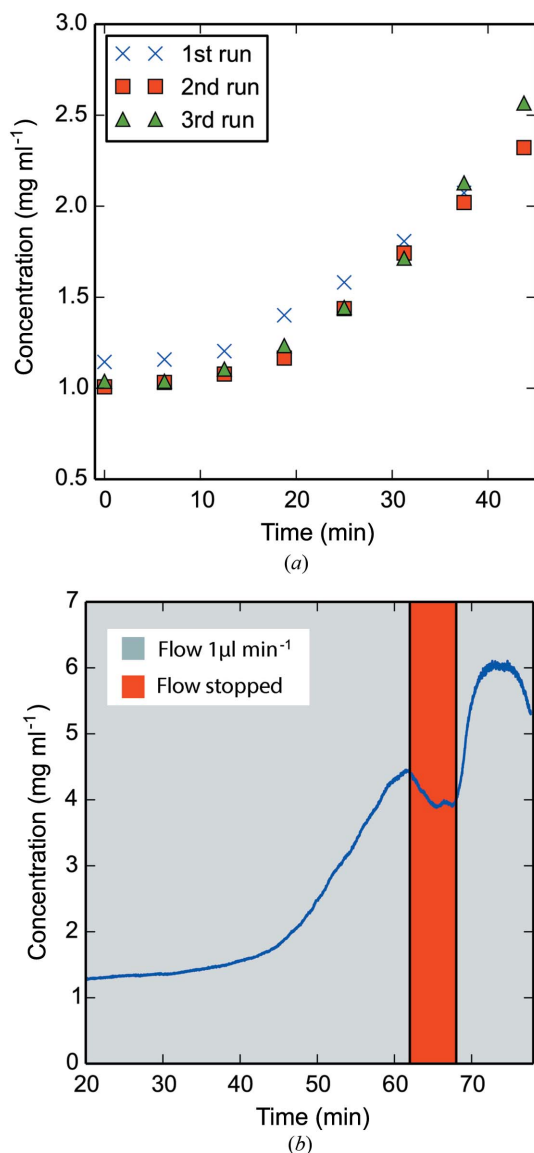 3.0
2.5
2.0
1.5
1.0
0.5
Concentration (mg ml⁻¹)
1st run
2nd run
3rd run
0 10 20 30 40
Time (min)
(a)
7
6
5
4
3
2
1
0
Concentration (mg ml⁻¹)
Flow 1µl min⁻¹
Flow stopped
20 30 40 50 60 70
Time (min)
(b)